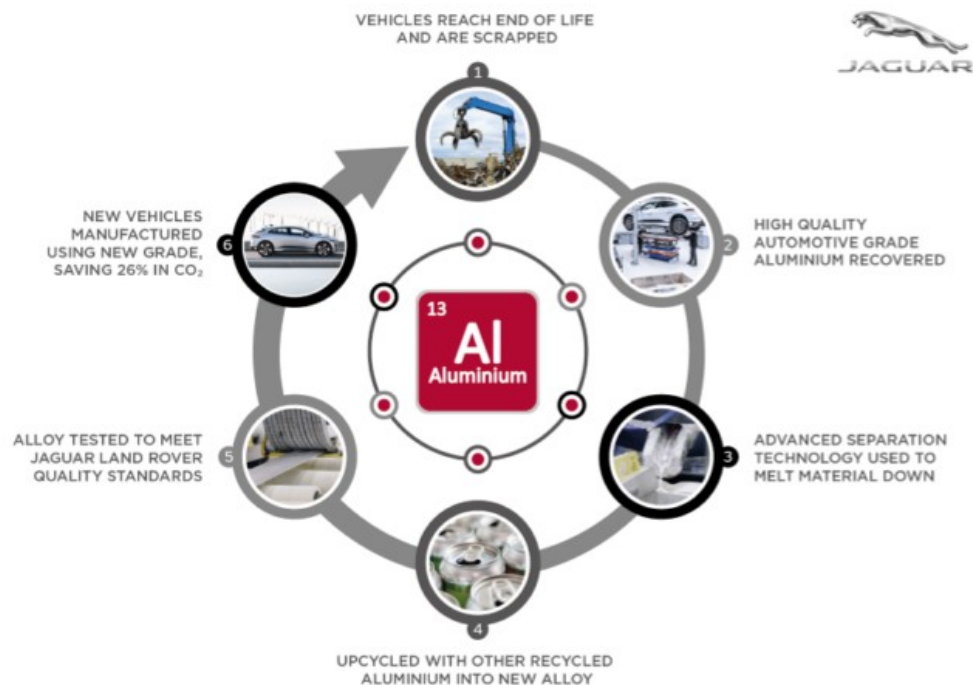 VEHICLES REACH END OF LIFE
AND ARE SCRAPPED
JAGUAR
1
NEW VEHICLES
MANUFACTURED
USING NEW GRADE,
SAVING 26% IN CO₂
6
2
HIGH QUALITY
AUTOMOTIVE GRADE
ALUMINIUM RECOVERED
13
Al
Aluminium
ALLOY TESTED TO MEET
JAGUAR LAND ROVER
QUALITY STANDARDS
5
3
ADVANCED SEPARATION
TECHNOLOGY USED TO
MELT MATERIAL DOWN
4
UPCYCLED WITH OTHER RECYCLED
ALUMINIUM INTO NEW ALLOY